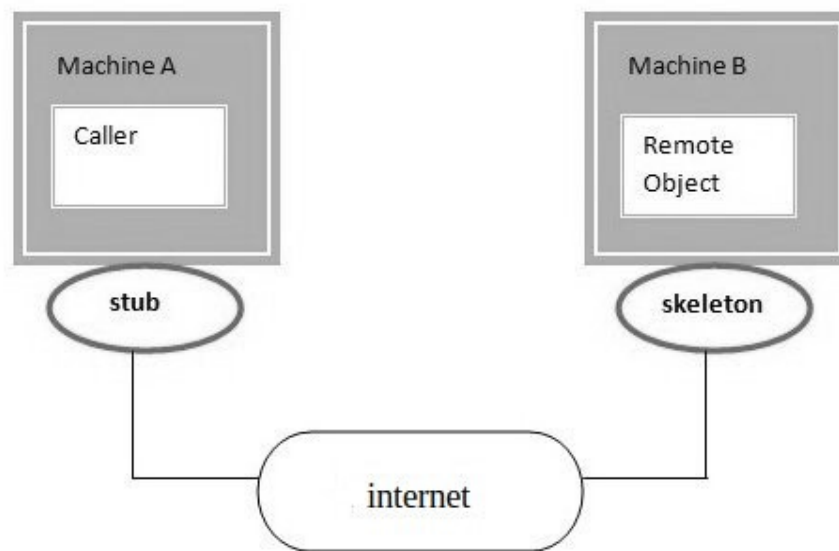 Machine A
Caller
stub
Machine B
Remote
Object
skeleton
internet